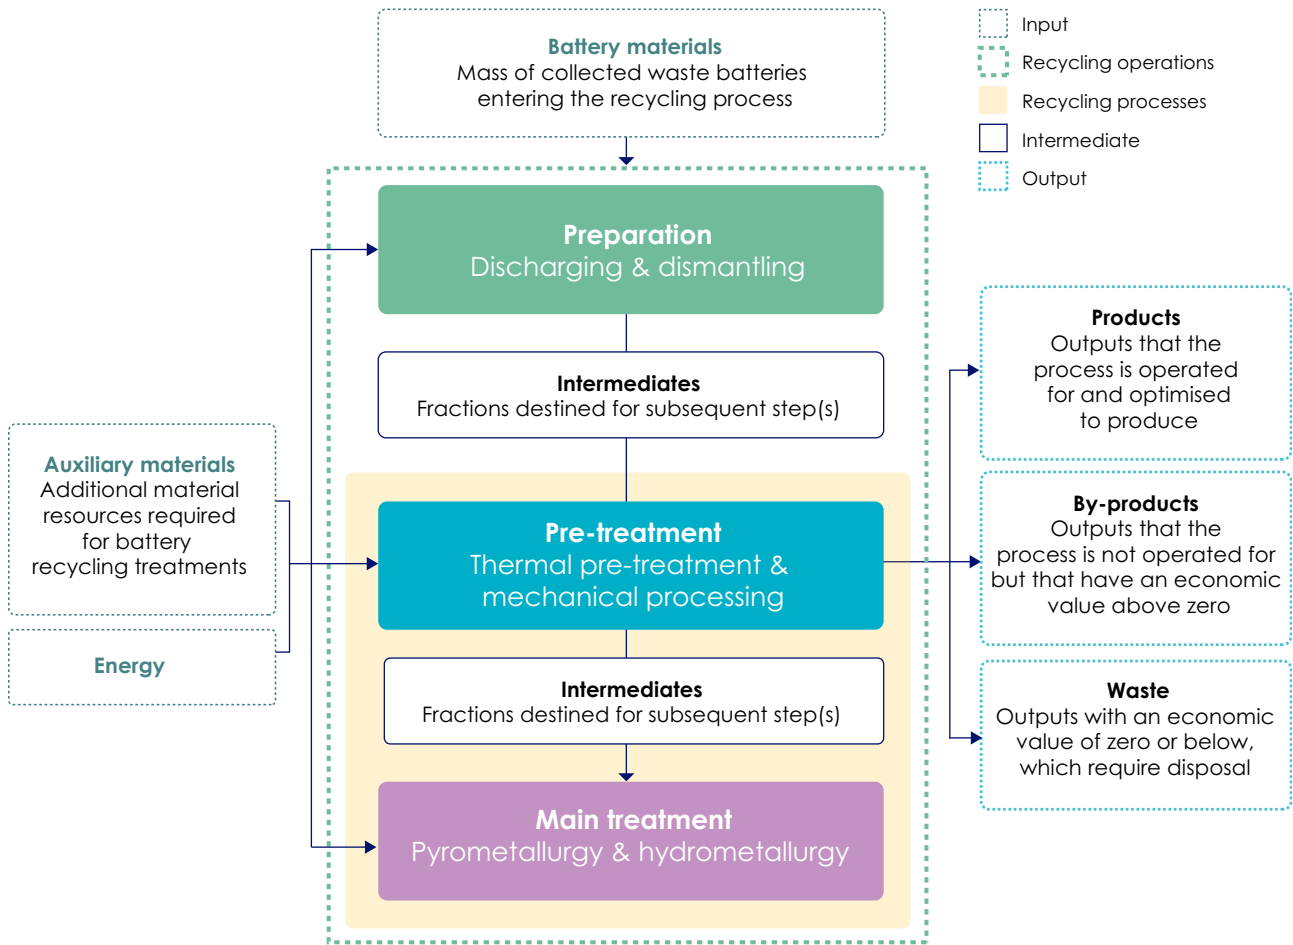 Battery materials
Mass of collected waste batteries
entering the recycling process
Input
Recycling operations
Recycling processes
Intermediate
Output
Preparation
Discharging & dismantling
Intermediates
Fractions destined for subsequent step(s)
Auxiliary materials
Additional material
resources required
for battery
recycling treatments
Energy
Pre-treatment
Thermal pre-treatment &
mechanical processing
Intermediates
Fractions destined for subsequent step(s)
Main treatment
Pyrometallurgy & hydrometallurgy
Products
Outputs that the
process is operated
for and optimised
to produce
By-products
Outputs that the
process is not operated for
but that have an economic
value above zero
Waste
Outputs with an economic
value of zero or below,
which require disposal